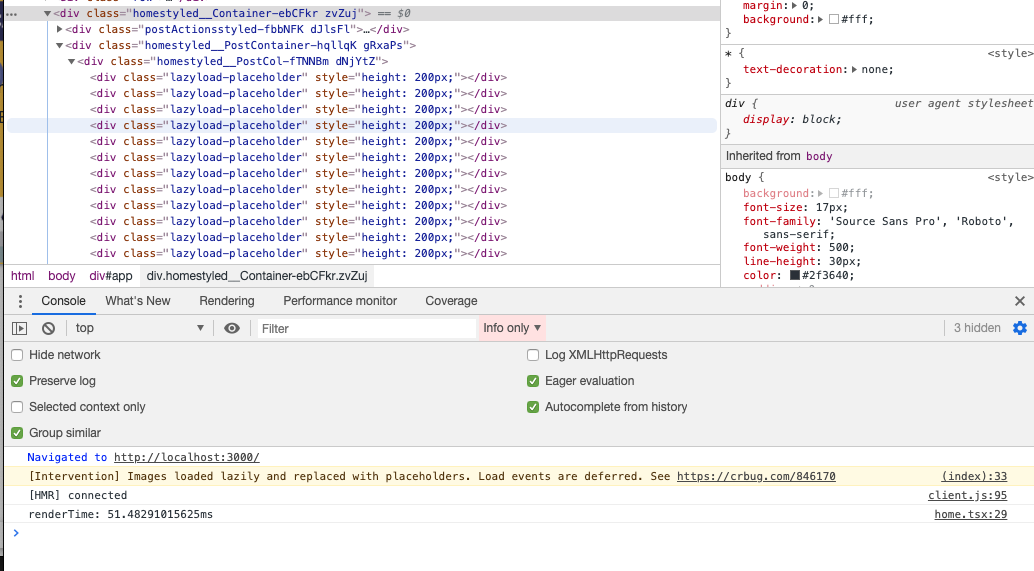 <div class="homestyled__Container-ebCFkr zvZuj"> == $0
<div class="postActionsstyled-fbbNFK dJlsFl">…</div>
<div class="homestyled__PostContainer-hqllqK gRxaPs">
<div class="homestyled__PostCol-fTNNBm dNjYtZ">
<div class="lazyload-placeholder" style="height: 200px;"></div>
<div class="lazyload-placeholder" style="height: 200px;"></div>
<div class="lazyload-placeholder" style="height: 200px;"></div>
<div class="lazyload-placeholder" style="height: 200px;"></div>
<div class="lazyload-placeholder" style="height: 200px;"></div>
<div class="lazyload-placeholder" style="height: 200px;"></div>
<div class="lazyload-placeholder" style="height: 200px;"></div>
<div class="lazyload-placeholder" style="height: 200px;"></div>
<div class="lazyload-placeholder" style="height: 200px;"></div>
<div class="lazyload-placeholder" style="height: 200px;"></div>
<div class="lazyload-placeholder" style="height: 200px;"></div>
<div class="lazyload-placeholder" style="height: 200px;"></div>
html body div#app div.homestyled__Container-ebCFkr.zvZuj
margin: 0;
background: #fff;
}
* { <style>
text-decoration: none;
}
div { user agent stylesheet
display: block;
}
Inherited from body
body { <style>
background: #fff;
font-size: 17px;
font-family: 'Source Sans Pro', 'Roboto',
sans-serif;
font-weight: 500;
line-height: 30px;
color: #2f3640;
Console What's New Rendering Performance monitor Coverage
top Filter Info only 3 hidden
Hide network Log XMLHttpRequests
Preserve log Eager evaluation
Selected context only Autocomplete from history
Group similar
Navigated to http://localhost:3000/
[Intervention] Images loaded lazily and replaced with placeholders. Load events are deferred. See https://crbug.com/846170 (index):33
[HMR] connected client.js:95
renderTime: 51.48291015625ms home.tsx:29